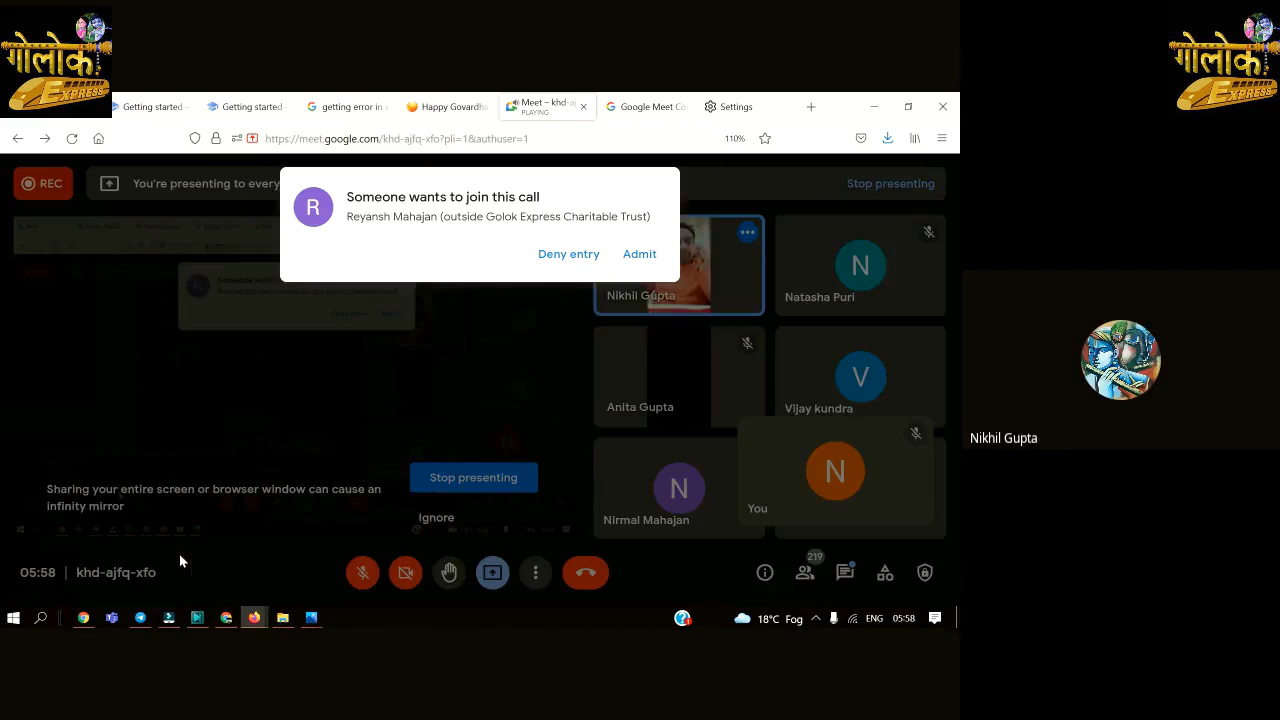 गोलोक
EXPRESS
गोलोक
EXPRESS
Getting started
Getting started
getting error in
Happy Govardha
Meet – khd-aj
PLAYING
Google Meet Co
Settings
https://meet.google.com/khd-ajfq-xfo?pli=1&authuser=1
110%
REC
You're presenting to every
Stop presenting
R
Someone wants to join this call
Reyansh Mahajan (outside Golok Express Charitable Trust)
Deny entry
Admit
Nikhil Gupta
N
Natasha Puri
Anita Gupta
V
Vijay kundra
N
Nirmal Mahajan
N
You
Sharing your entire screen or browser window can cause an
infinity mirror
Stop presenting
Ignore
Nikhil Gupta
05:58 | khd-ajfq-xfo
219
18°C Fog
ENG
05:58